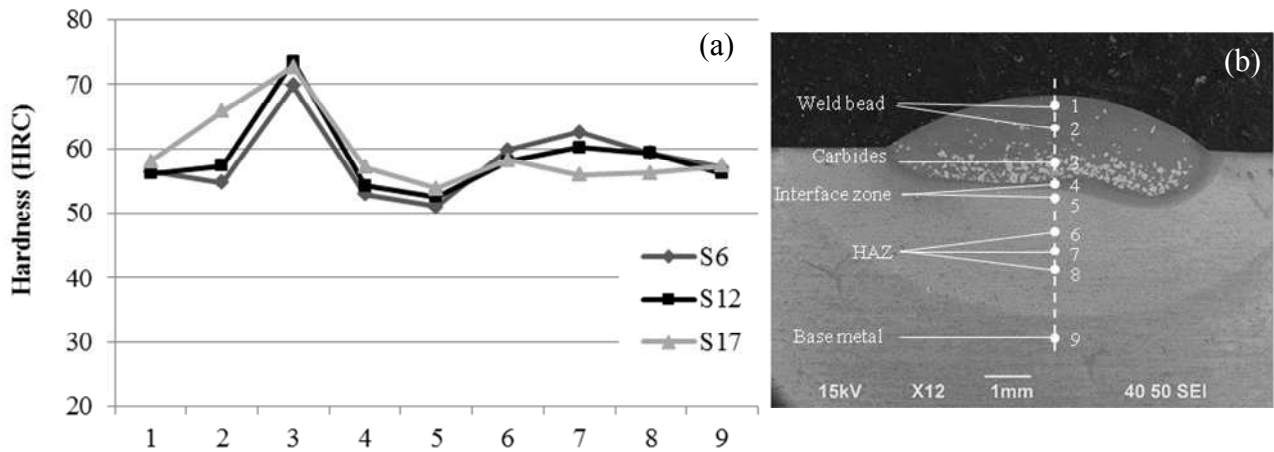 (a)
Hardness (HRC)
80
70
60
50
40
30
20
1 2 3 4 5 6 7 8 9
S6
S12
S17
(b)
Weld bead
Carbides
Interface zone
HAZ
Base metal
1
2
3
4
5
6
7
8
9
15kV X12 1mm 40 50 SEI